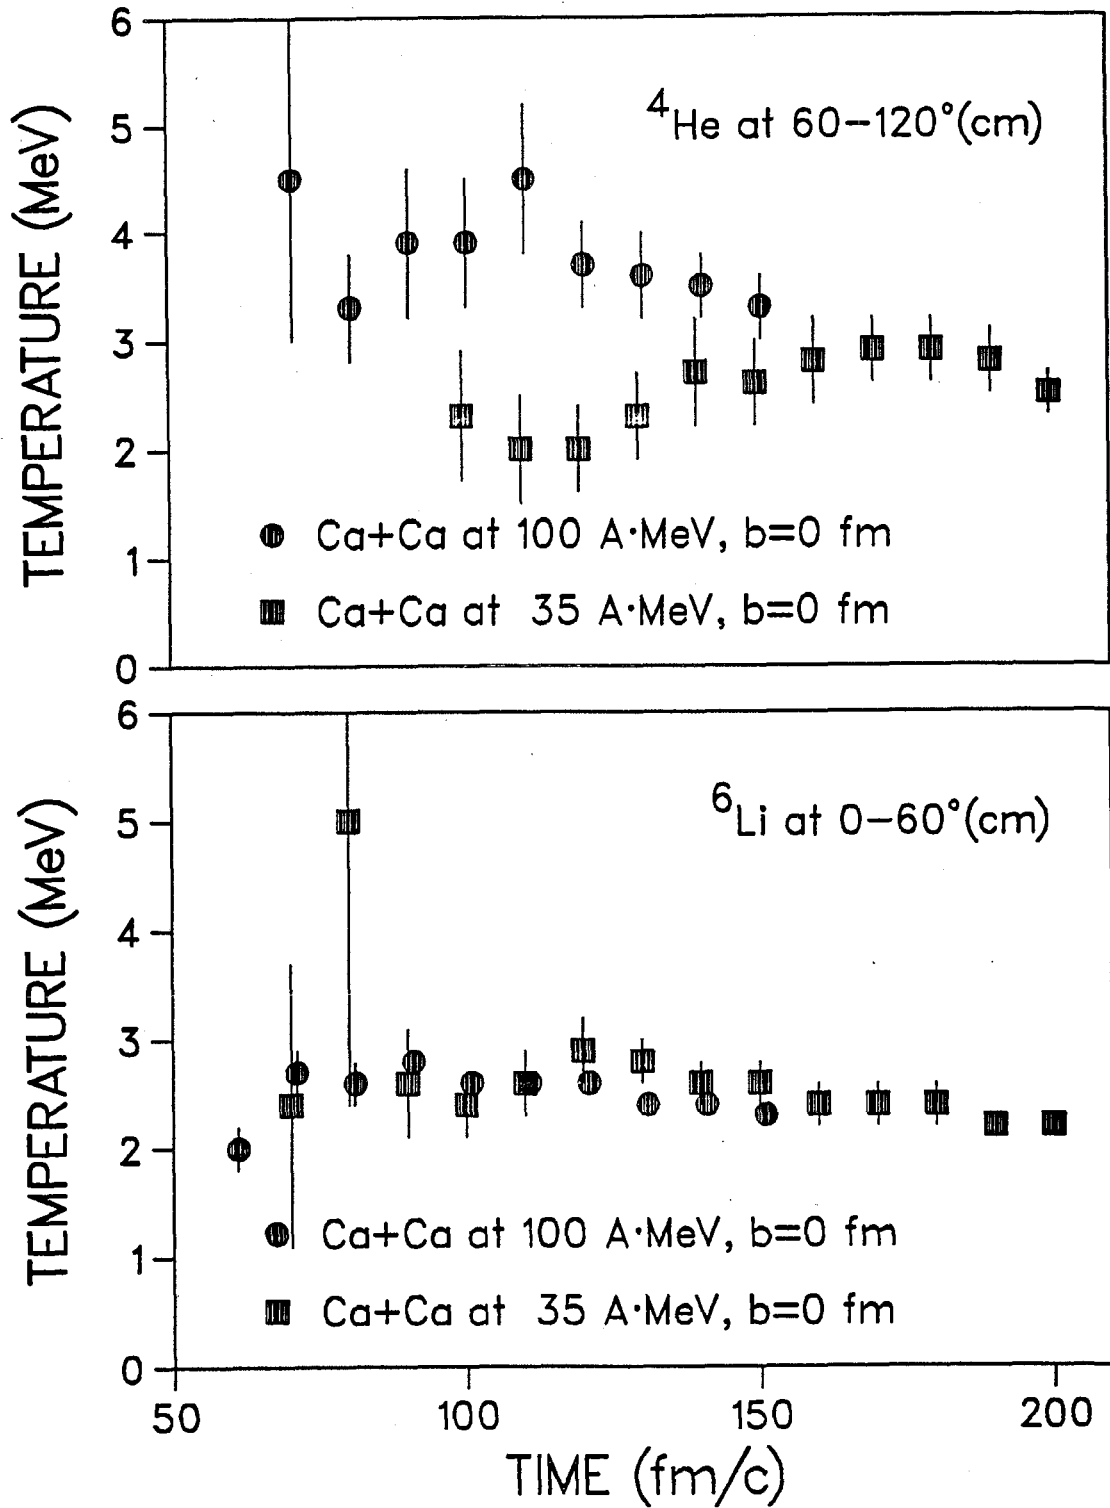 6
5
4
3
2
1
0
TEMPERATURE (MeV)
⁴He at 60–120°(cm)
Ca+Ca at 100 A·MeV, b=0 fm
Ca+Ca at 35 A·MeV, b=0 fm
6
5
4
3
2
1
0
TEMPERATURE (MeV)
⁶Li at 0–60°(cm)
Ca+Ca at 100 A·MeV, b=0 fm
Ca+Ca at 35 A·MeV, b=0 fm
50 100 150 200
TIME (fm/c)